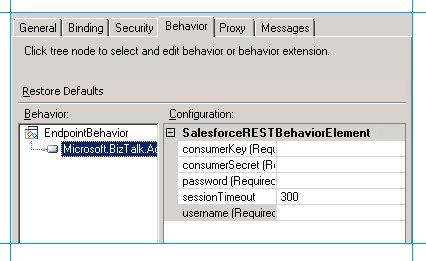 General Binding Security Behavior Proxy Messages
Click tree node to select and edit behavior or behavior extension.
Restore Defaults
Behavior:
Configuration:
EndpointBehavior
Microsoft.BizTalk.Ad
SalesforceRESTBehaviorElement
consumerKey (Requ
consumerSecret (Re
password (Required
sessionTimeout 300
username (Required